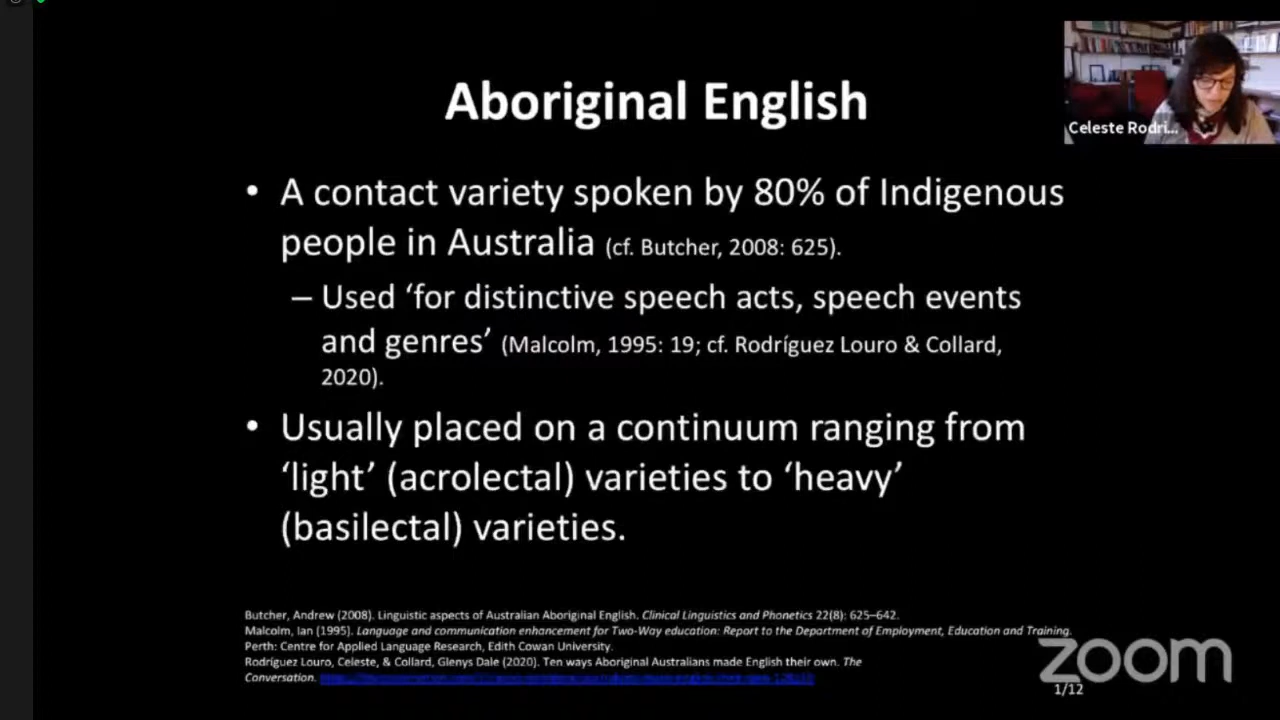 Aboriginal English
• A contact variety spoken by 80% of Indigenous
people in Australia (cf. Butcher, 2008: 625).
– Used ‘for distinctive speech acts, speech events
and genres’ (Malcolm, 1995: 19; cf. Rodríguez Louro & Collard,
2020).
• Usually placed on a continuum ranging from
‘light’ (acrolectal) varieties to ‘heavy’
(basilectal) varieties.
Butcher, Andrew (2008). Linguistic aspects of Australian Aboriginal English. Clinical Linguistics and Phonetics 22(8): 625–642.
Malcolm, Ian (1995). Language and communication enhancement for Two-Way education: Report to the Department of Employment, Education and Training.
Perth: Centre for Applied Language Research, Edith Cowan University.
Rodríguez Louro, Celeste, & Collard, Glenys Dale (2020). Ten ways Aboriginal Australians made English their own. The
Conversation.
Celeste Rodri...
zoom
1/12